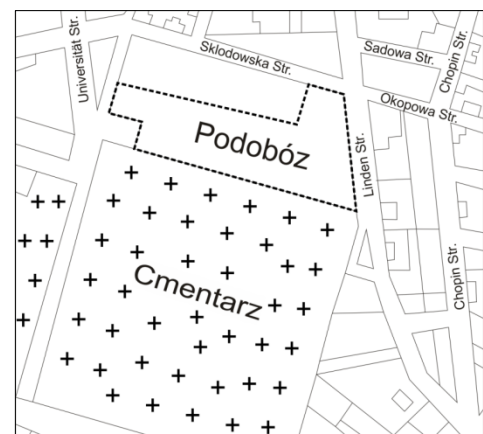 Universität Str.
Sklodowska Str.
Sadowa Str.
Chopin Str.
Okopowa Str.
Podobóz
Linden Str.
Cmentarz
Chopin Str.